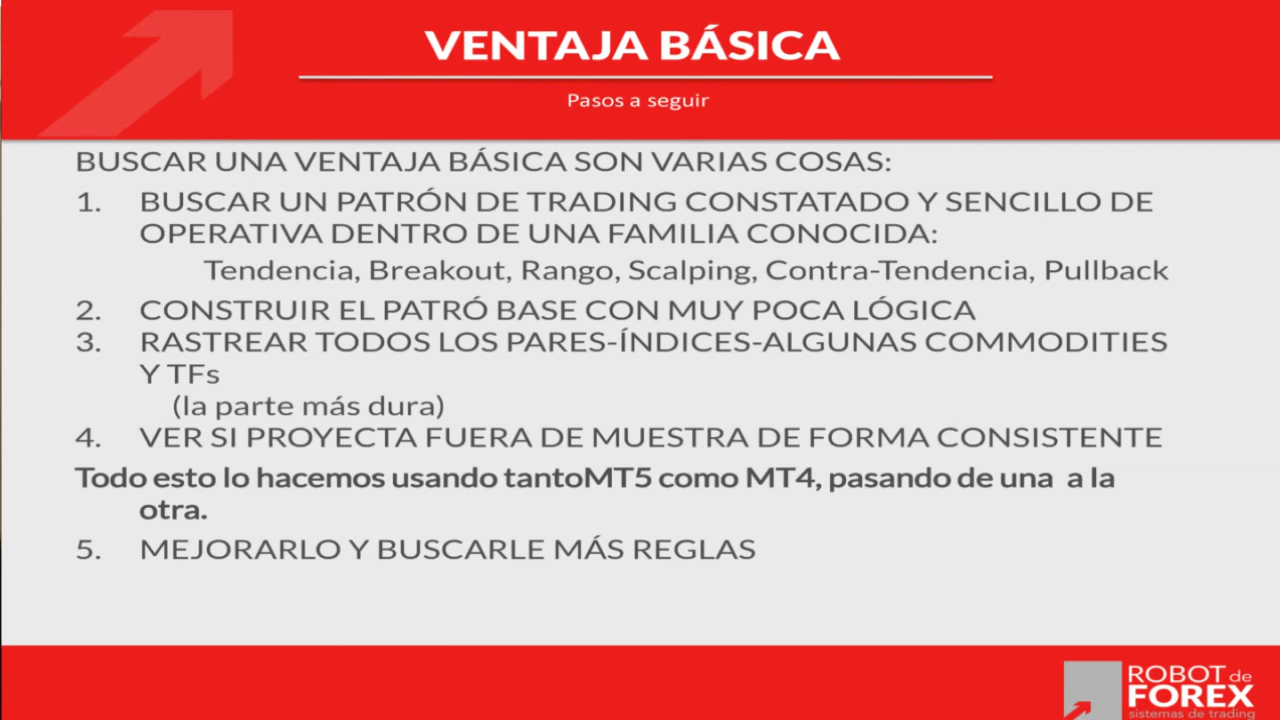 VENTAJA BÁSICA
Pasos a seguir
BUSCAR UNA VENTAJA BÁSICA SON VARIAS COSAS:
1. BUSCAR UN PATRÓN DE TRADING CONSTATADO Y SENCILLO DE
OPERATIVA DENTRO DE UNA FAMILIA CONOCIDA:
Tendencia, Breakout, Rango, Scalping, Contra-Tendencia, Pullback
2. CONSTRUIR EL PATRÓ BASE CON MUY POCA LÓGICA
3. RASTREAR TODOS LOS PARES-ÍNDICES-ALGUNAS COMMODITIES
Y TFs
(la parte más dura)
4. VER SI PROYECTA FUERA DE MUESTRA DE FORMA CONSISTENTE
Todo esto lo hacemos usando tantoMT5 como MT4, pasando de una a la
otra.
5. MEJORARLO Y BUSCARLE MÁS REGLAS
ROBOT de
FOREX
sistemas de trading